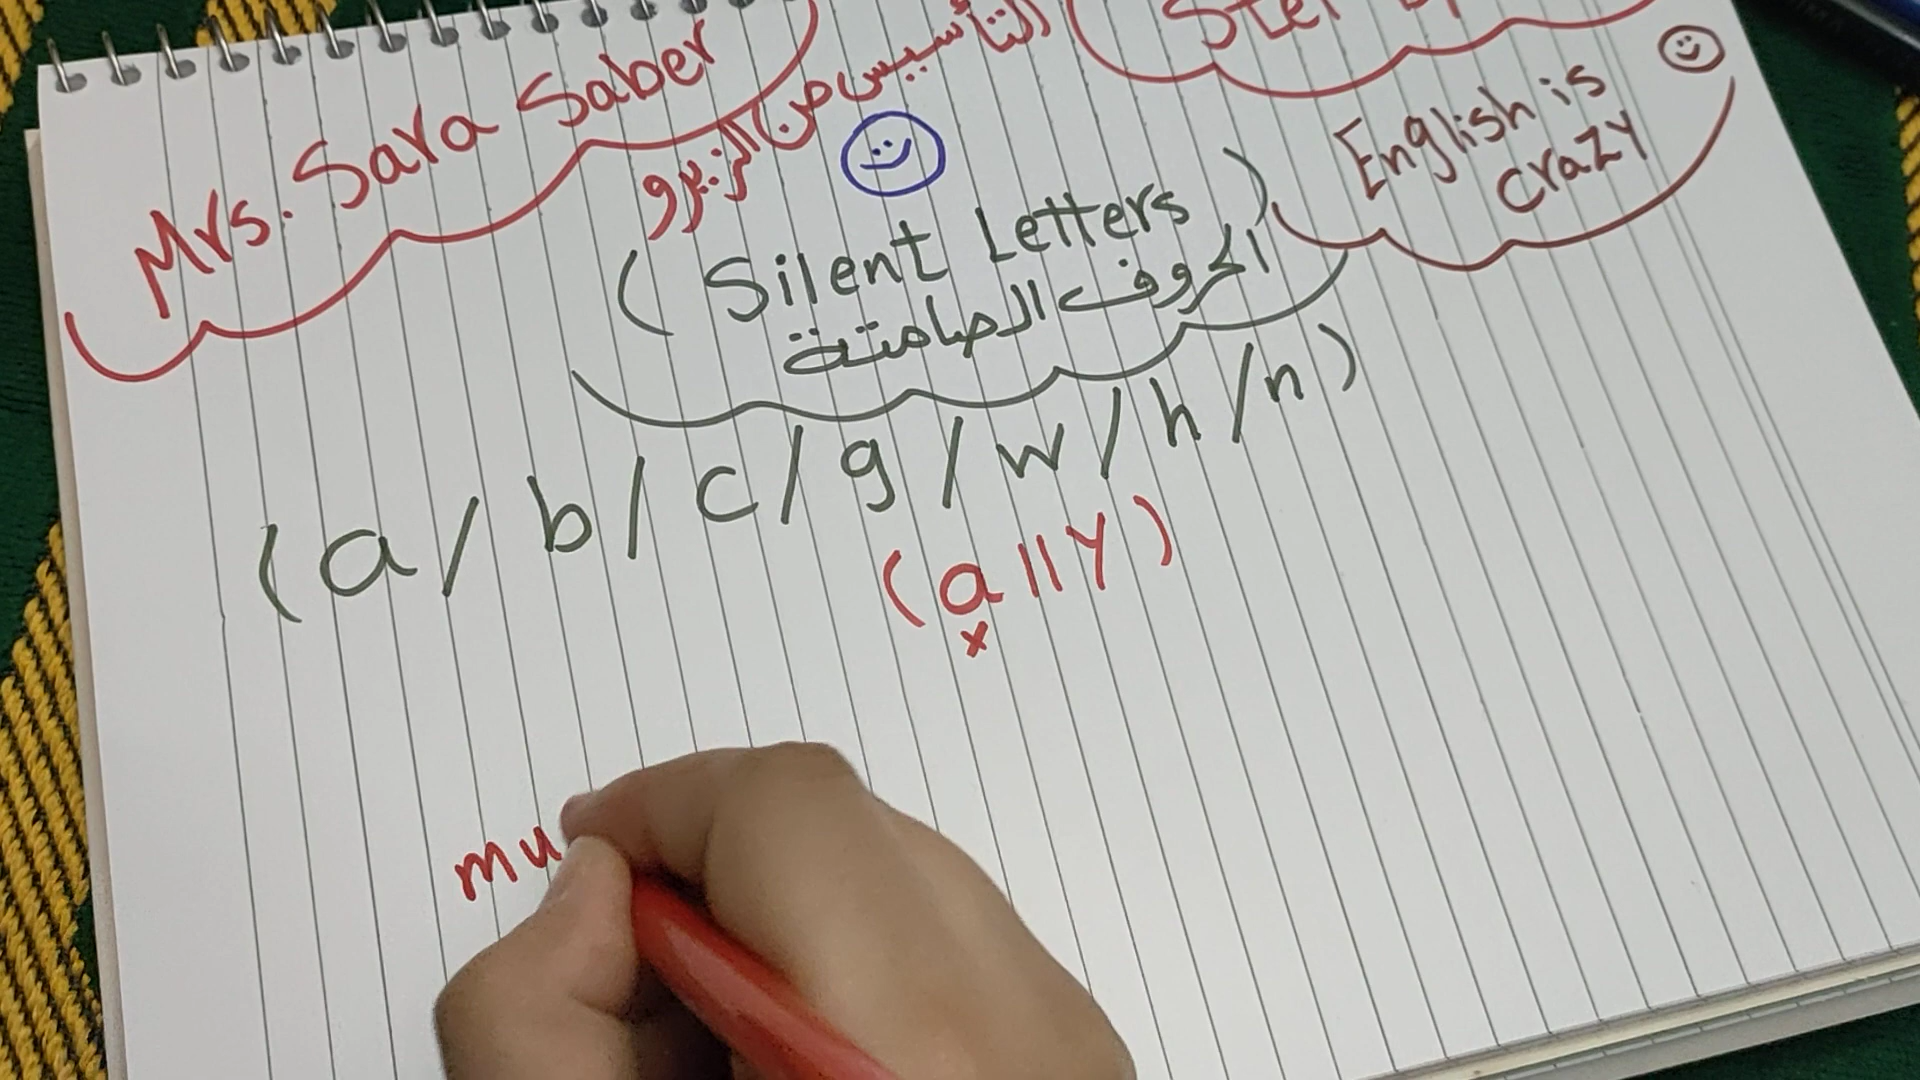 Mrs. Sara Saber
التأسيس من الزيرو
English is
crazy
( Silent Letters )
الحروف الصامتة
( a / b / c / g / w / h / n )
( ally )
x
mu